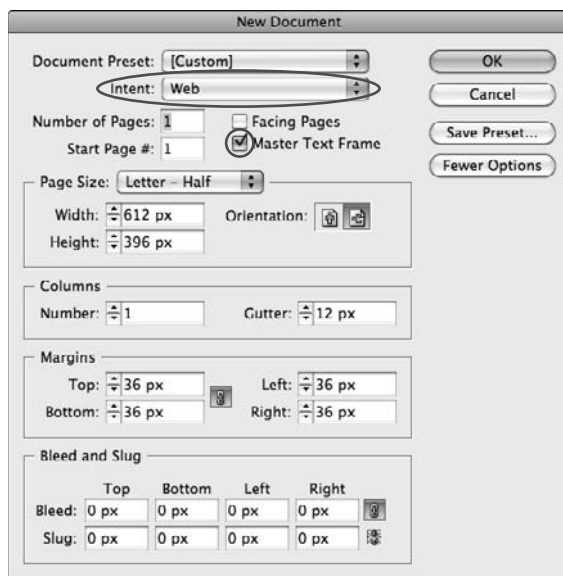 New Document
Document Preset: [Custom] OK
Intent: Web Cancel
Number of Pages: 1 Facing Pages Save Preset...
Start Page #: 1 Master Text Frame Fewer Options
Page Size: Letter - Half
Width: 612 px Orientation:
Height: 396 px
Columns
Number: 1 Gutter: 12 px
Margins
Top: 36 px Left: 36 px
Bottom: 36 px Right: 36 px
Bleed and Slug
Top Bottom Left Right
Bleed: 0 px 0 px 0 px 0 px
Slug: 0 px 0 px 0 px 0 px